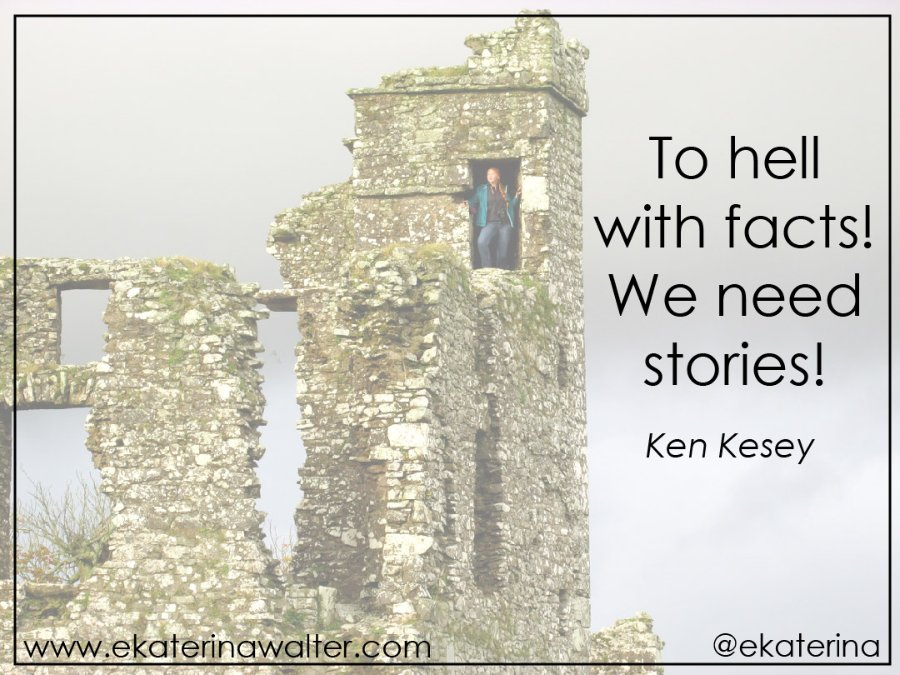 To hell
with facts!
We need
stories!
Ken Kesey
www.ekaterinawalter.com
@ekaterina